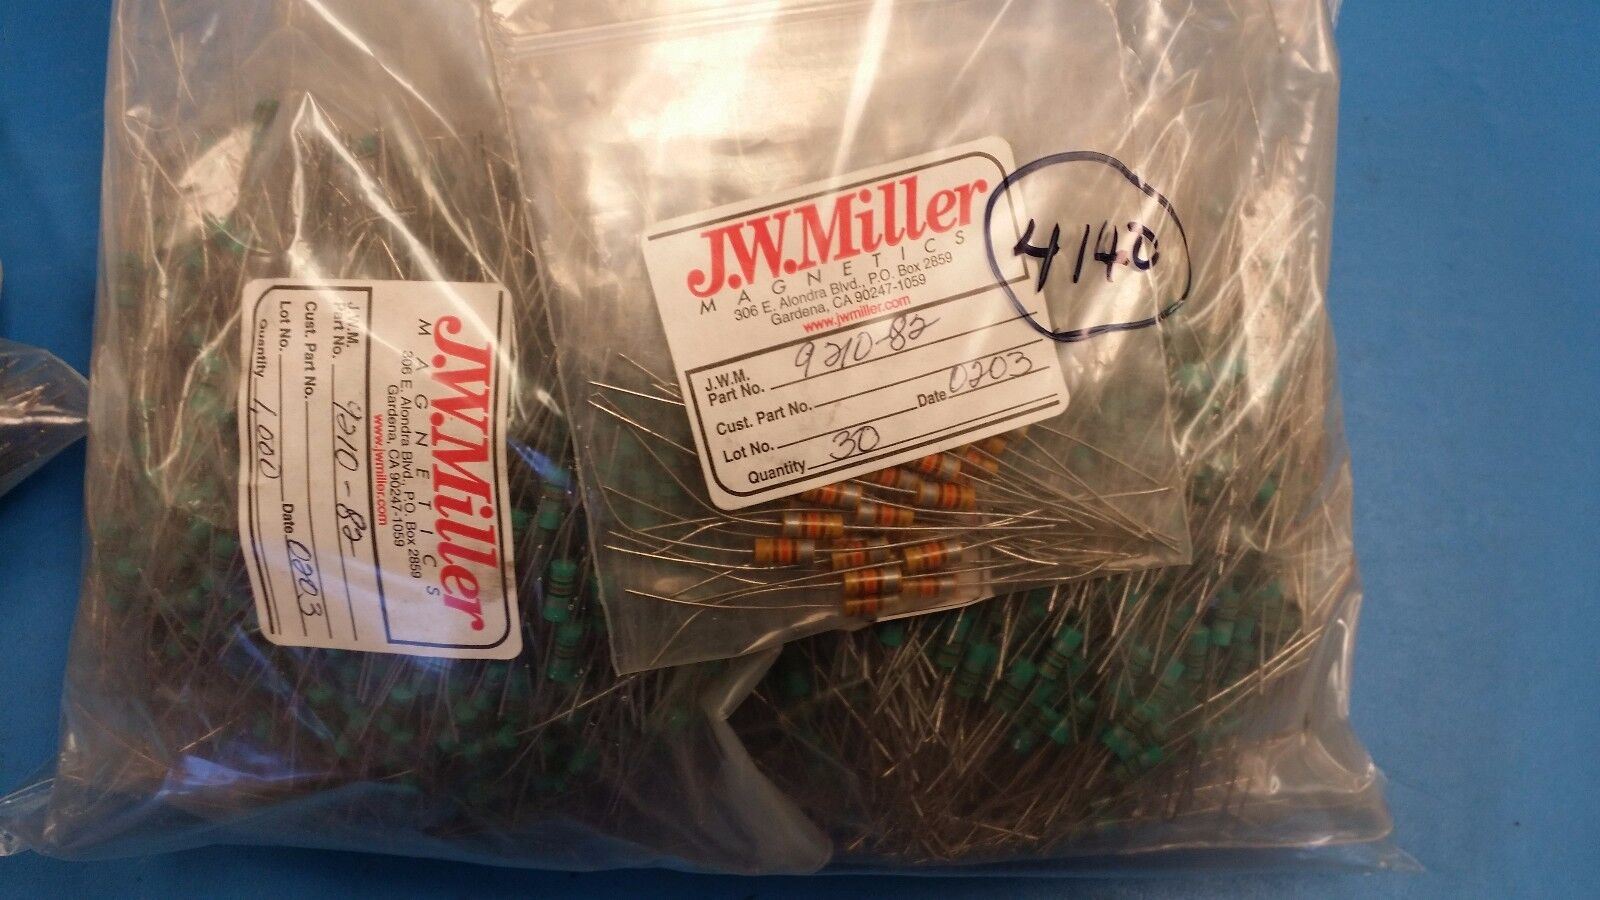 J.W.Miller
MAGNETICS
306 E. Alondra Blvd., P.O. Box 2859
Gardena, CA 90247-1059
www.jwmiller.com
J.W.M.
Part No. 9210-82
Cust. Part No.
Lot No. Date 0203
Quantity 30
4140
J.W.Miller
MAGNETICS
306 E. Alondra Blvd., P.O. Box 2859
Gardena, CA 90247-1059
www.jwmiller.com
J.W.M.
Part No. 9210-82
Cust. Part No.
Lot No. Date 0203
Quantity 1,000